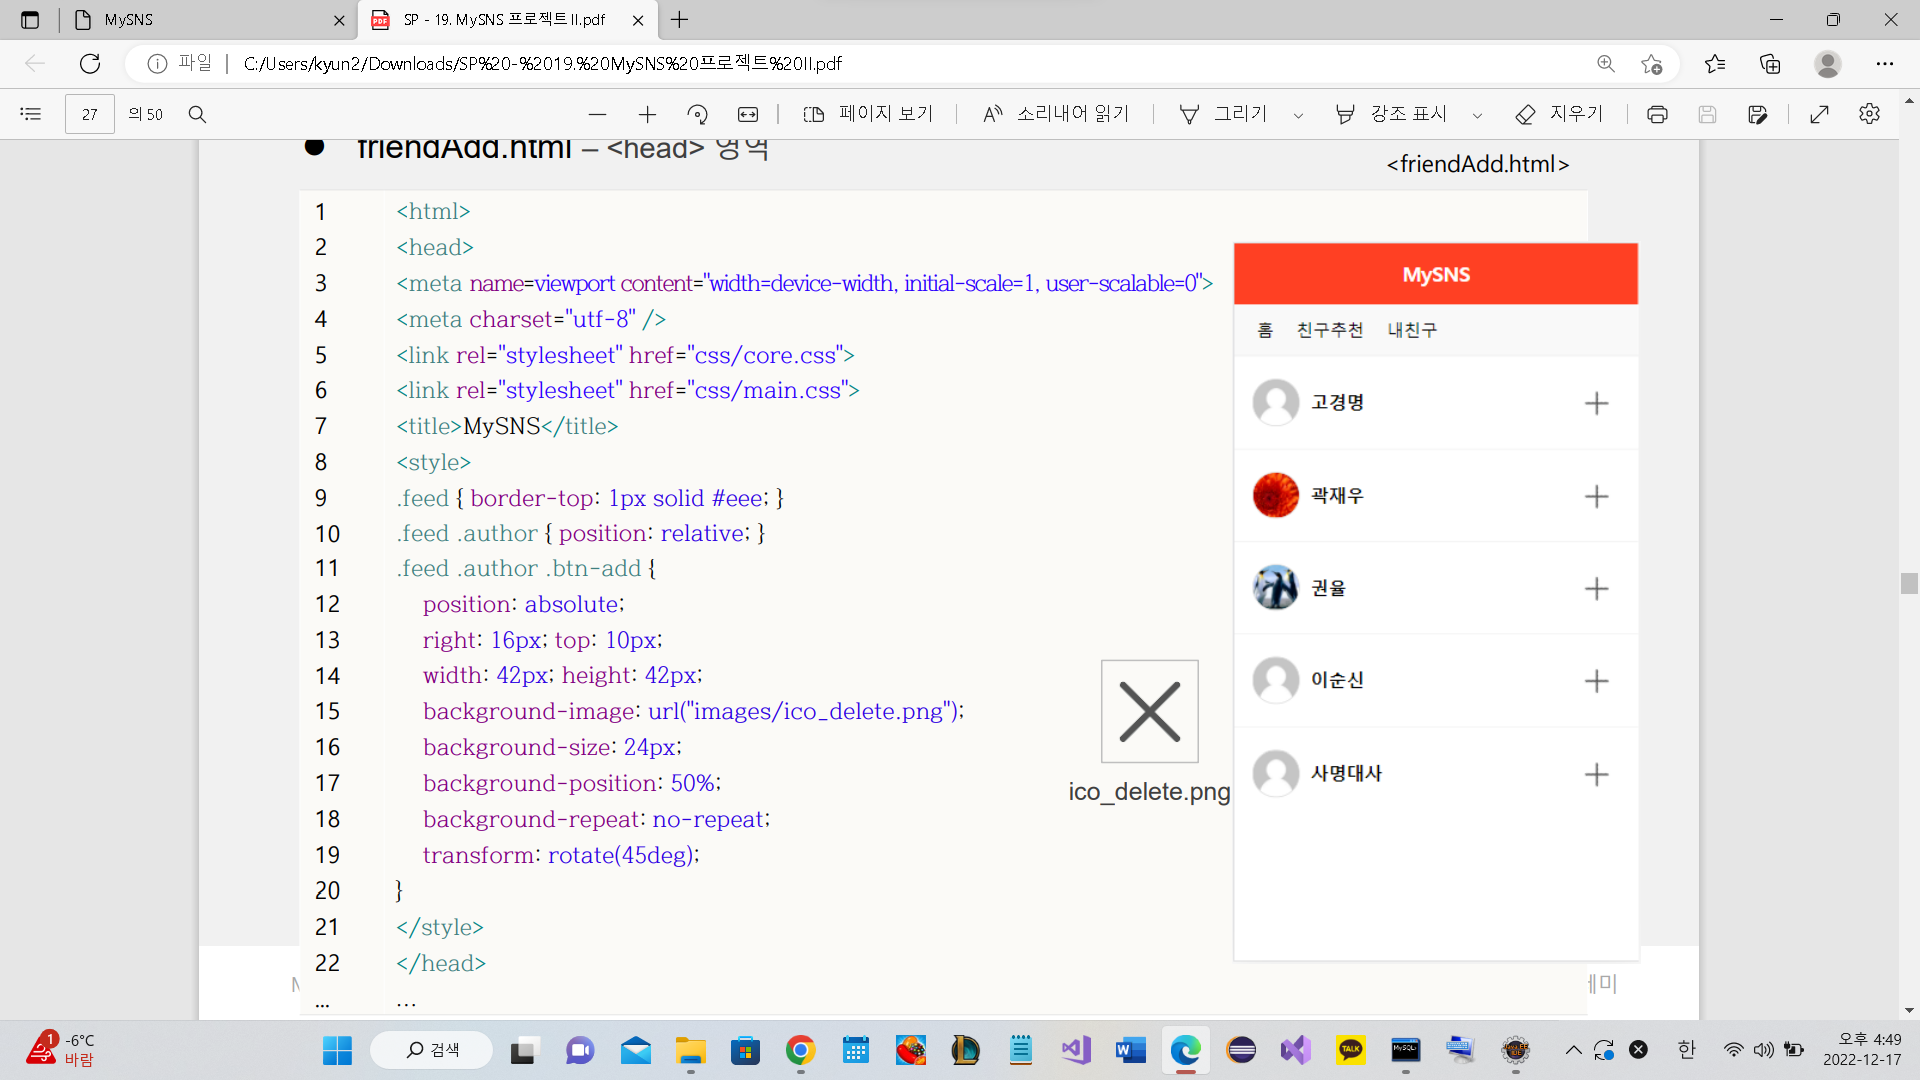 MySNS
SP - 19. MySNS 프로젝트 II.pdf
파일
C:/Users/kyun2/Downloads/SP%20-%2019.%20MySNS%20프로젝트%20II.pdf
27
의 50
페이지 보기
소리내어 읽기
그리기
강조 표시
지우기
friendAdd.html – <head> 영역
<friendAdd.html>
1 <html>
2 <head>
3 <meta name=viewport content="width=device-width, initial-scale=1, user-scalable=0">
4 <meta charset="utf-8" />
5 <link rel="stylesheet" href="css/core.css">
6 <link rel="stylesheet" href="css/main.css">
7 <title>MySNS</title>
8 <style>
9 .feed { border-top: 1px solid #eee; }
10 .feed .author { position: relative; }
11 .feed .author .btn-add {
12 position: absolute;
13 right: 16px; top: 10px;
14 width: 42px; height: 42px;
15 background-image: url("images/ico_delete.png");
16 background-size: 24px;
17 background-position: 50%;
18 background-repeat: no-repeat;
19 transform: rotate(45deg);
20 }
21 </style>
22 </head>
... ...
ico_delete.png
MySNS
홈 친구추천 내친구
고경명
곽재우
권율
이순신
사명대사
1
-6°C
바람
검색
TALK
MySQL
한
오후 4:49
2022-12-17